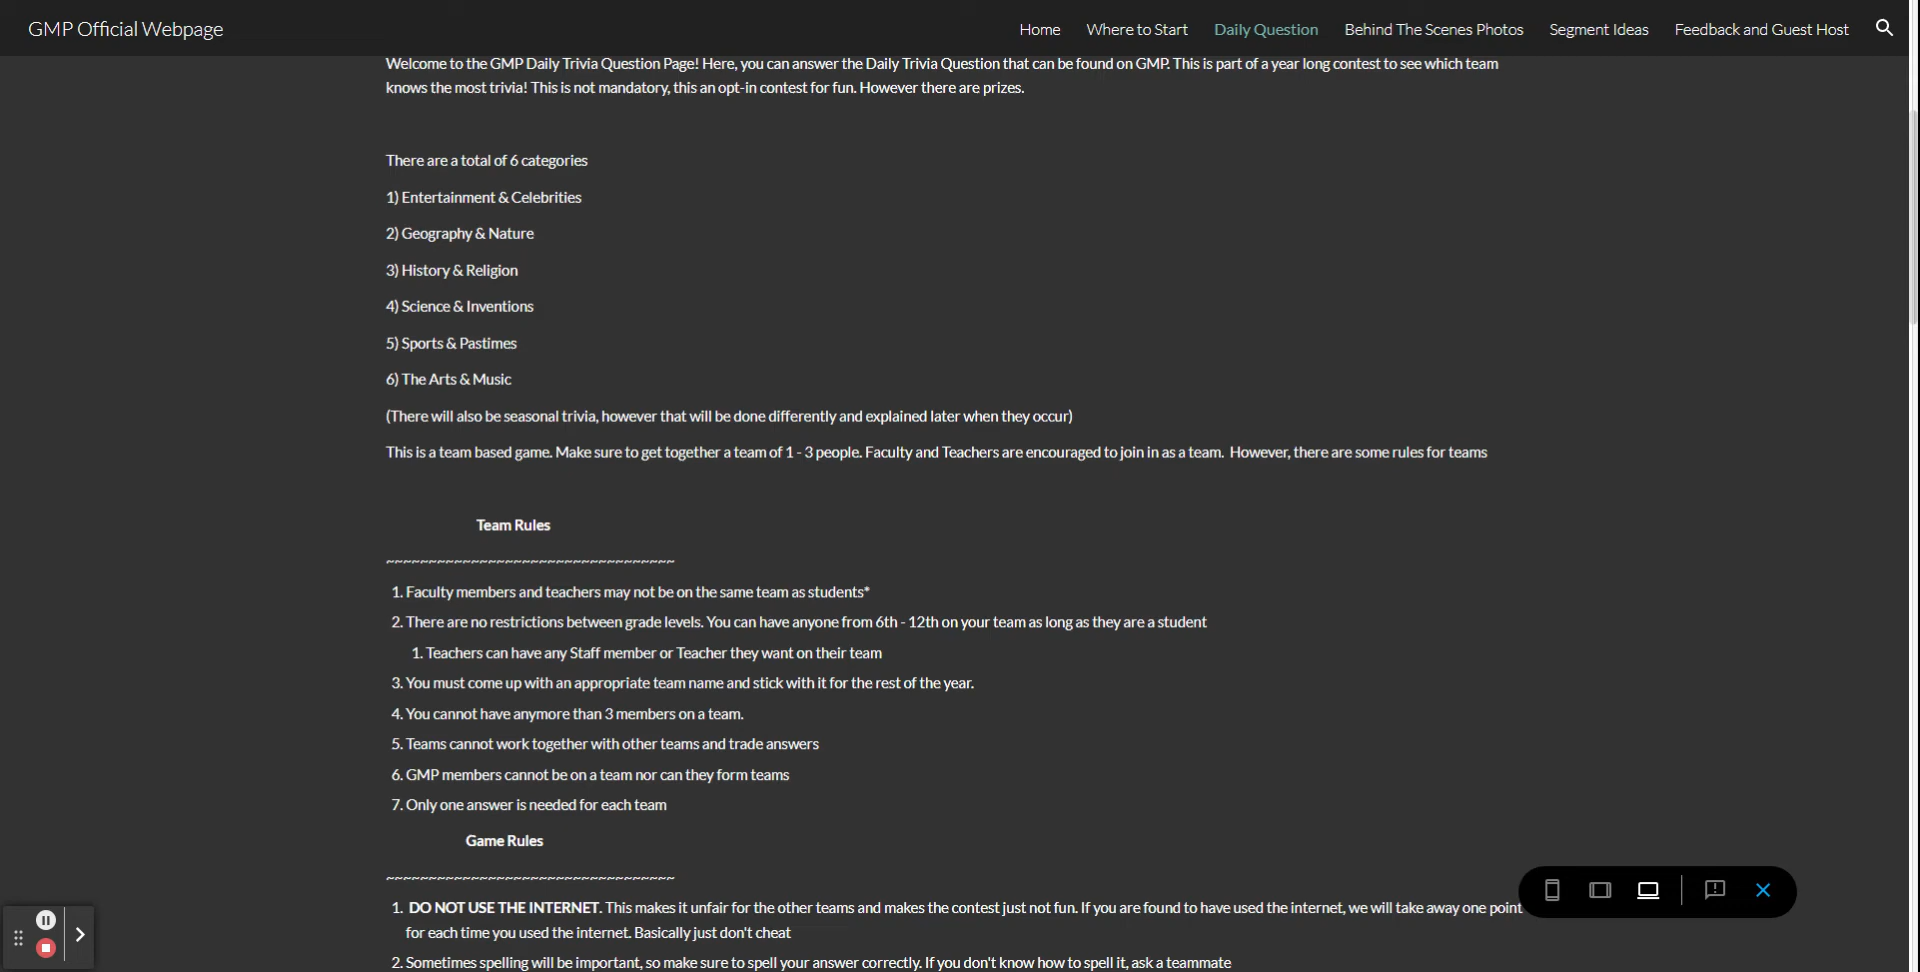 GMP Official Webpage
Home Where to Start Daily Question Behind The Scenes Photos Segment Ideas Feedback and Guest Host
Welcome to the GMP Daily Trivia Question Page! Here, you can answer the Daily Trivia Question that can be found on GMP. This is part of a year long contest to see which team
knows the most trivia! This is not mandatory, this an opt-in contest for fun. However there are prizes.
There are a total of 6 categories
1) Entertainment & Celebrities
2) Geography & Nature
3) History & Religion
4) Science & Inventions
5) Sports & Pastimes
6) The Arts & Music
(There will also be seasonal trivia, however that will be done differently and explained later when they occur)
This is a team based game. Make sure to get together a team of 1 - 3 people. Faculty and Teachers are encouraged to join in as a team.  However, there are some rules for teams
Team Rules
~~~~~~~~~~~~~~~~~~~~~~~~~~~~~~~~~~
1. Faculty members and teachers may not be on the same team as students*
2. There are no restrictions between grade levels. You can have anyone from 6th - 12th on your team as long as they are a student
1. Teachers can have any Staff member or Teacher they want on their team
3. You must come up with an appropriate team name and stick with it for the rest of the year.
4. You cannot have anymore than 3 members on a team.
5. Teams cannot work together with other teams and trade answers
6. GMP members cannot be on a team nor can they form teams
7. Only one answer is needed for each team
Game Rules
~~~~~~~~~~~~~~~~~~~~~~~~~~~~~~~~~~
1. DO NOT USE THE INTERNET. This makes it unfair for the other teams and makes the contest just not fun. If you are found to have used the internet, we will take away one point
for each time you used the internet. Basically just don't cheat
2. Sometimes spelling will be important, so make sure to spell your answer correctly. If you don't know how to spell it, ask a teammate